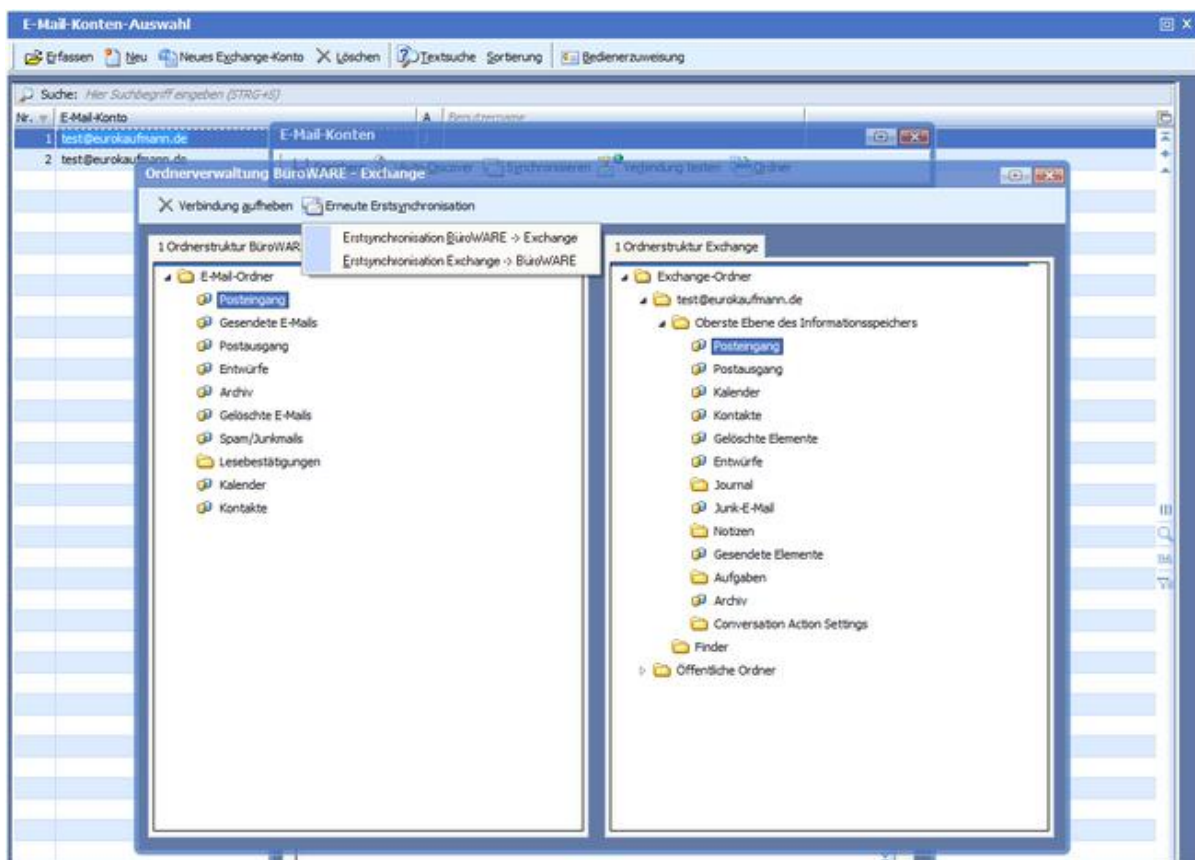 E-Mail-Konten-Auswahl
Erfassen Neu Neues Exchange-Konto Löschen Textsuche Sortierung Bedienerzuweisung
Suche: Hier Suchbegriff eingeben (STRG+S)
Nr. E-Mail-Konto A Benutzername
1 test@eurokaufmann.de
2 test@eurokaufmann.de
E-Mail-Konten
Speichern Synchronisieren Verbindung testen Ordner
Ordnerverwaltung BüroWARE - Exchange
Verbindung aufheben Erneute Erstsynchronisation
Erstsynchronisation BüroWARE -> Exchange
Erstsynchronisation Exchange -> BüroWARE
1 Ordnerstruktur BüroWAR
E-Mail-Ordner
Posteingang
Gesendete E-Mails
Postausgang
Entwürfe
Archiv
Gelöschte E-Mails
Spam/Junkmails
Lesebestätigungen
Kalender
Kontakte
1 Ordnerstruktur Exchange
Exchange-Ordner
test@eurokaufmann.de
Oberste Ebene des Informationsspeichers
Posteingang
Postausgang
Kalender
Kontakte
Gelöschte Elemente
Entwürfe
Journal
Junk-E-Mail
Notizen
Gesendete Elemente
Aufgaben
Archiv
Conversation Action Settings
Finder
Öffentliche Ordner